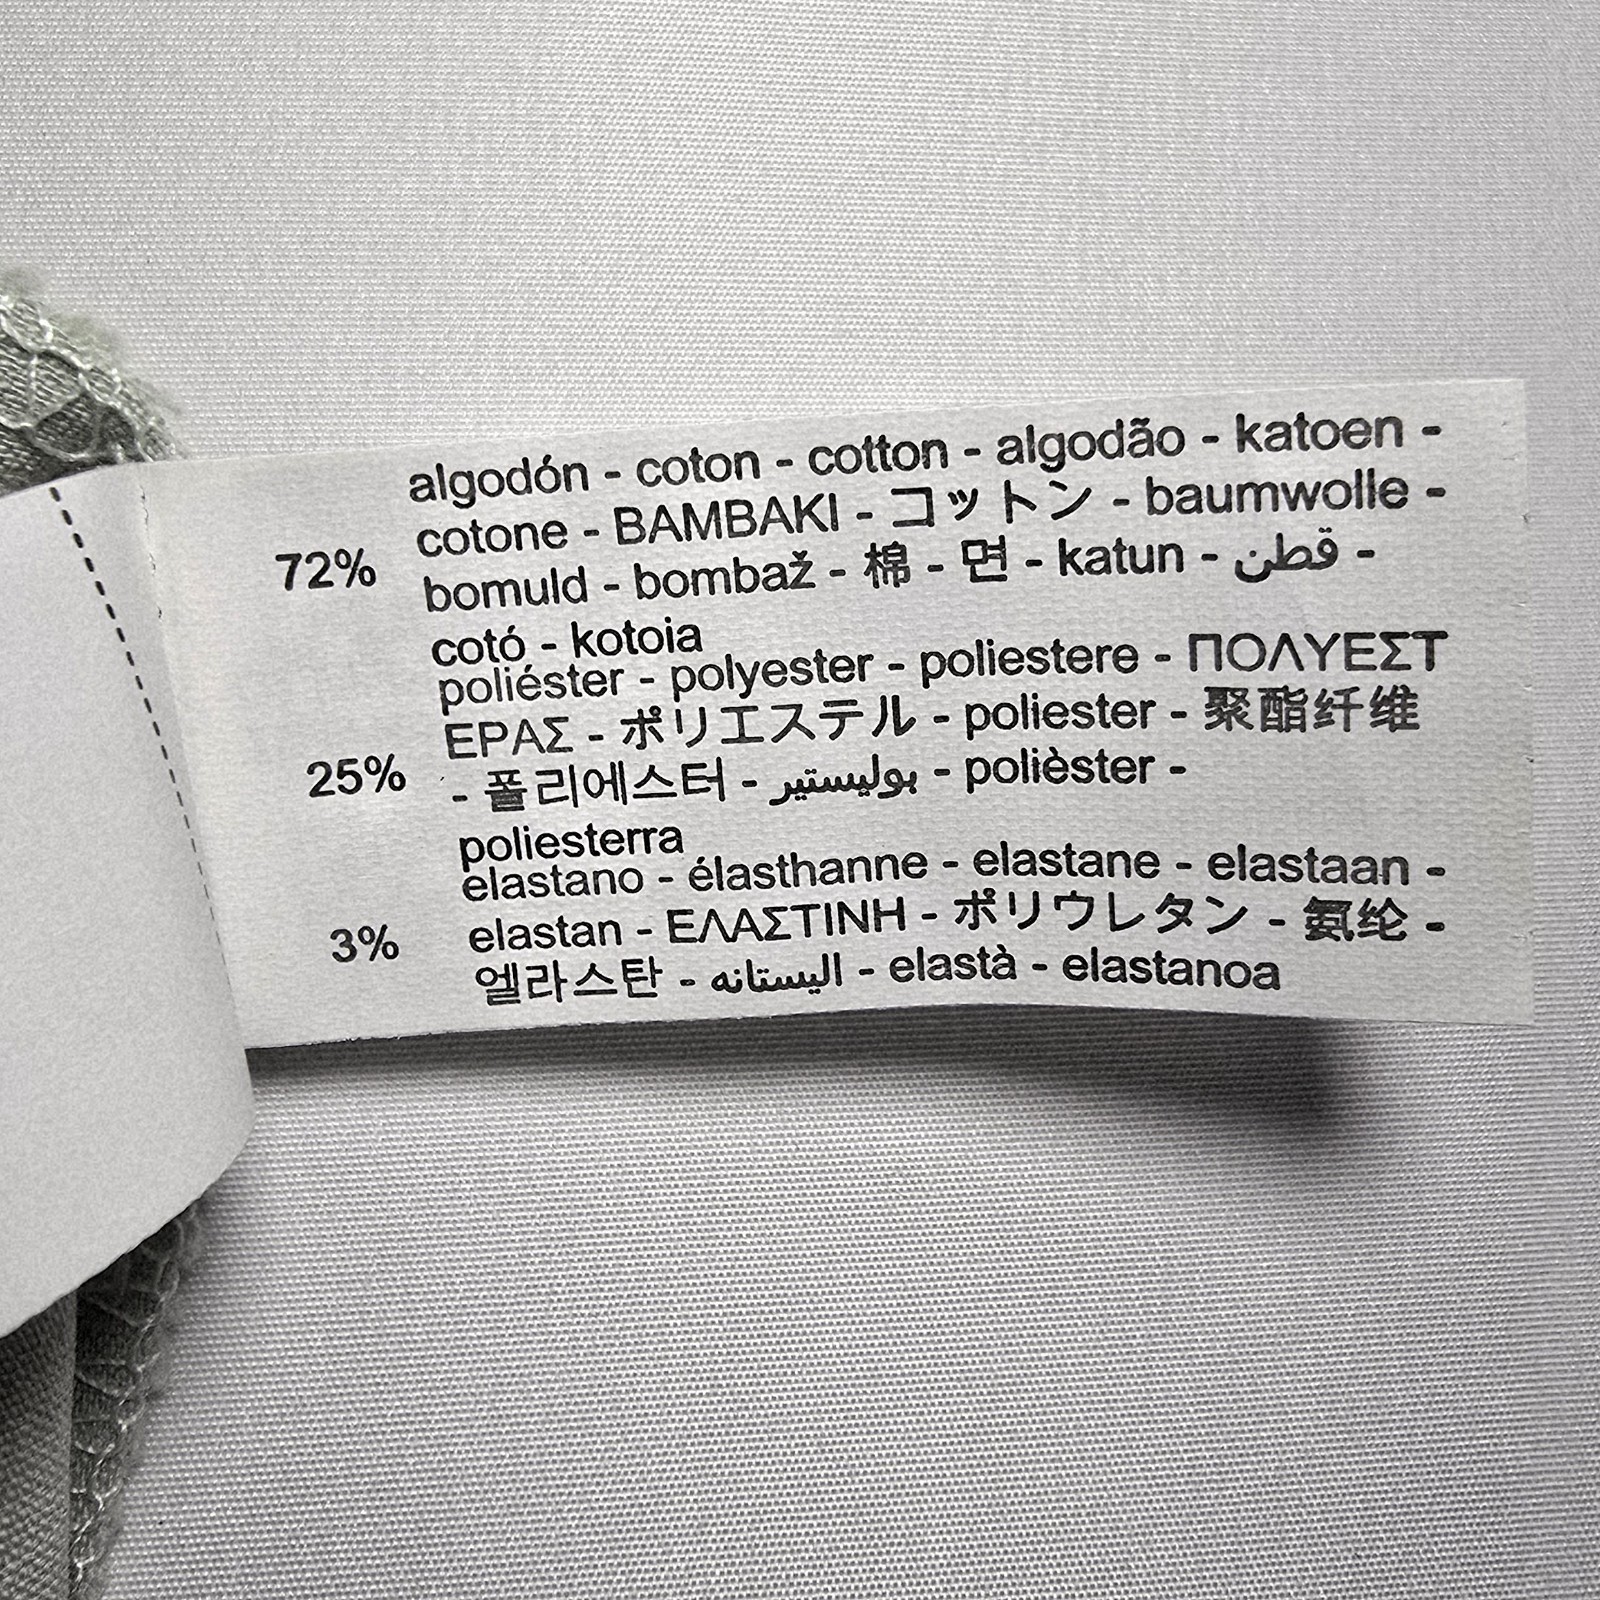 algodón - coton - cotton - algodão - katoen -
cotone - BAMBAKI - コットン - baumwolle -
72% bomuld - bombaž - 棉 - 면 - katun - قطن -
cotó - kotoia
poliéster - polyester - poliestere - ΠΟΛΥΕΣΤ
ΕΡΑΣ - ポリエステル - poliester - 聚酯纤维
25% - 폴리에스터 - بوليستير - polièster -
poliesterra
elastano - élasthanne - elastane - elastaan -
3% elastan - ΕΛΑΣΤΙΝΗ - ポリウレタン - 氨纶 -
엘라스탄 - اليستانه - elastà - elastanoa